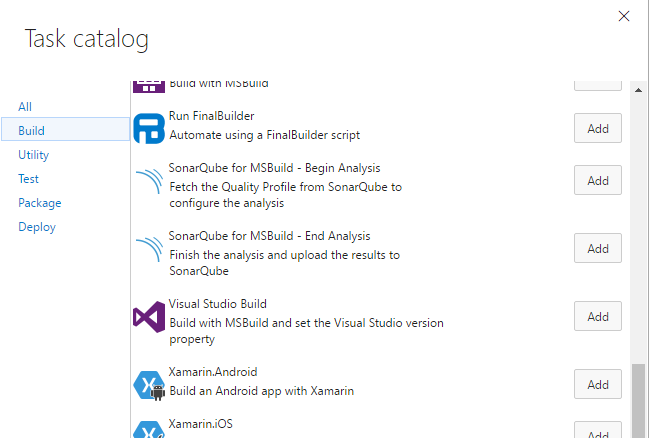 Task catalog
All
Build
Utility
Test
Package
Deploy
Build with MSBuild
Run FinalBuilder
Automate using a FinalBuilder script
Add
SonarQube for MSBuild - Begin Analysis
Fetch the Quality Profile from SonarQube to
configure the analysis
Add
SonarQube for MSBuild - End Analysis
Finish the analysis and upload the results to
SonarQube
Add
Visual Studio Build
Build with MSBuild and set the Visual Studio version
property
Add
Xamarin.Android
Build an Android app with Xamarin
Add
Xamarin.iOS
Add